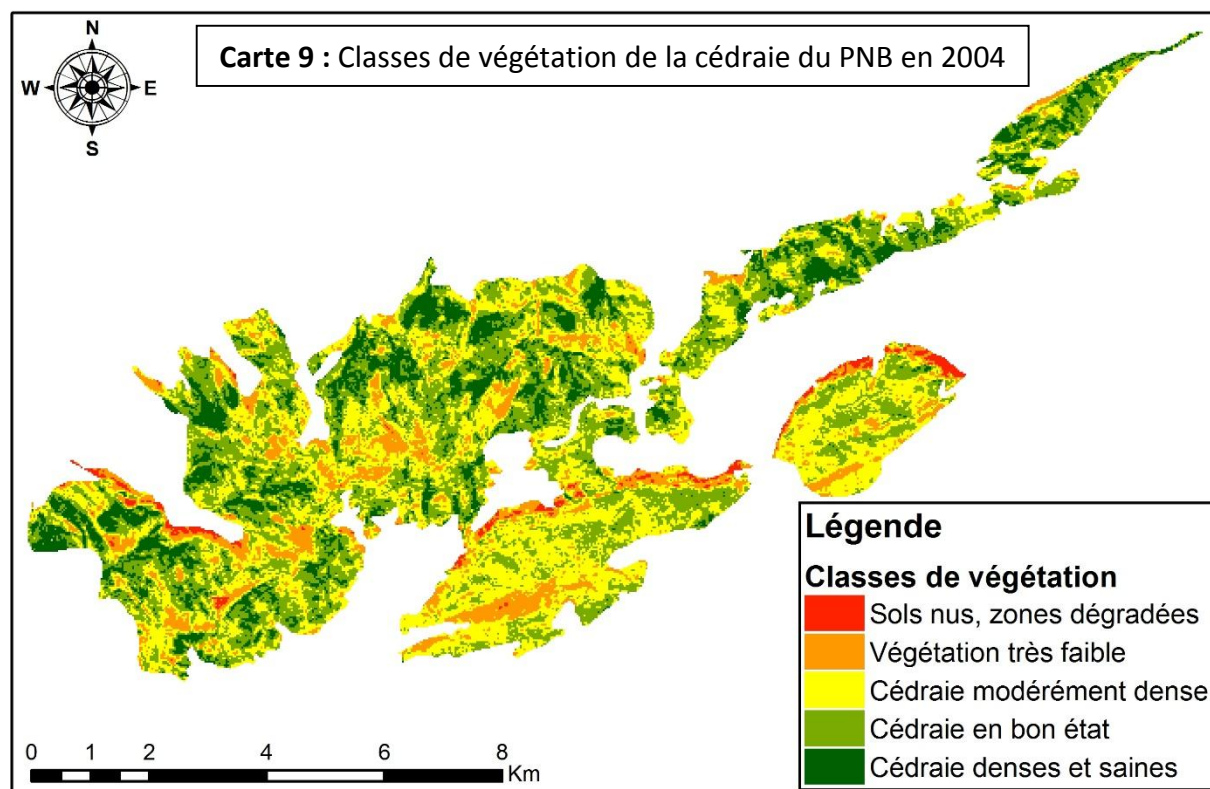 Carte 9 : Classes de végétation de la cédraie du PNB en 2004
N
W E
S
Légende
Classes de végétation
Sols nus, zones dégradées
Végétation très faible
Cédraie modérément dense
Cédraie en bon état
Cédraie denses et saines
0 1 2 4 6 8
Km